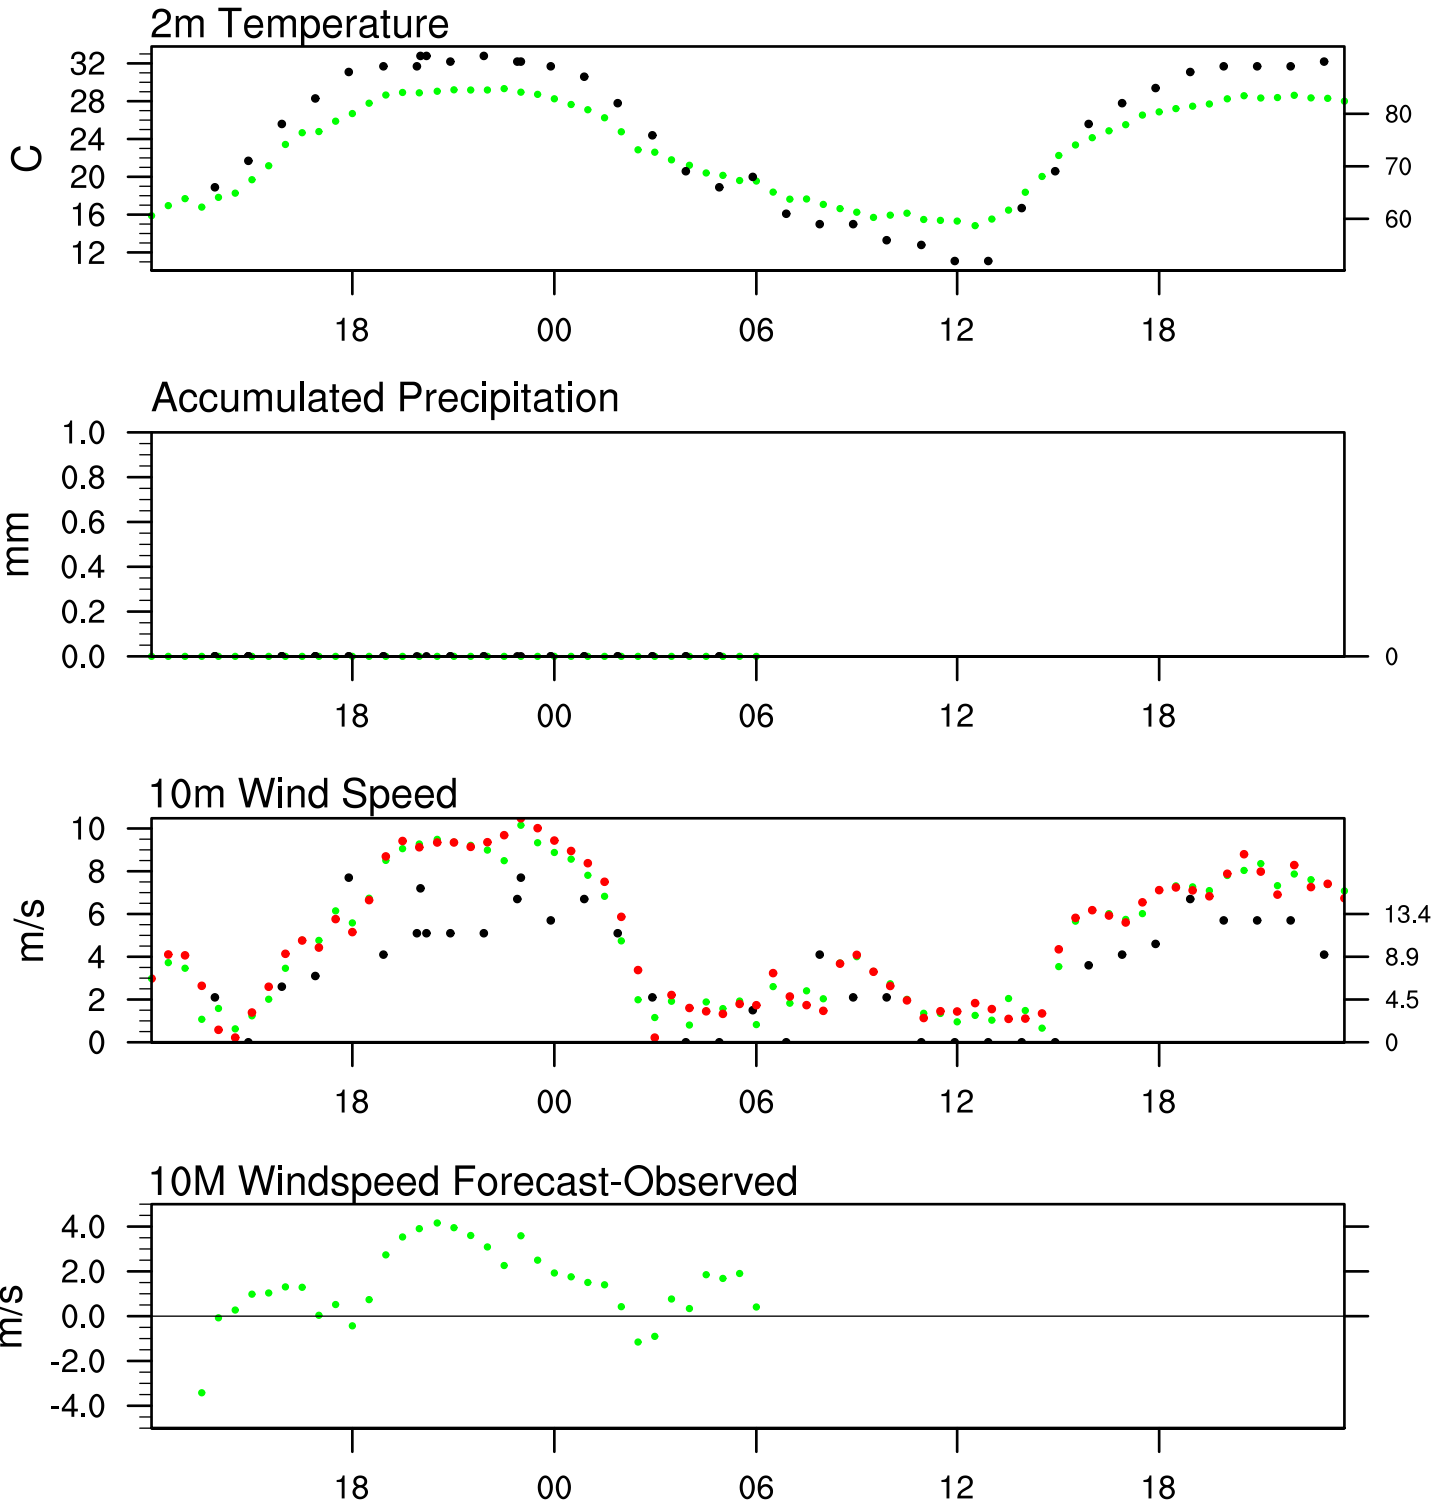 2m Temperature
32
28
24
20
16
12
C
80
70
60
18 00 06 12 18
Accumulated Precipitation
1.0
0.8
0.6
0.4
0.2
0.0
mm
0
18 00 06 12 18
10m Wind Speed
10
8
6
4
2
0
m/s
13.4
8.9
4.5
0
18 00 06 12 18
10M Windspeed Forecast-Observed
4.0
2.0
0.0
-2.0
-4.0
m/s
18 00 06 12 18